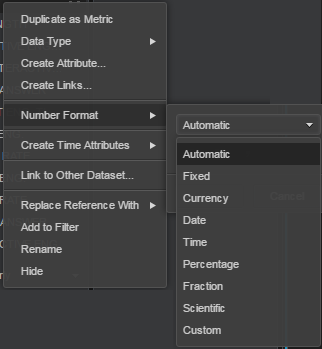 Duplicate as Metric
Data Type
Create Attribute...
Create Links...
Number Format
Create Time Attributes
Link to Other Dataset...
Replace Reference With
Add to Filter
Rename
Hide
Automatic
Automatic
Fixed
Currency
Date
Time
Percentage
Fraction
Scientific
Custom